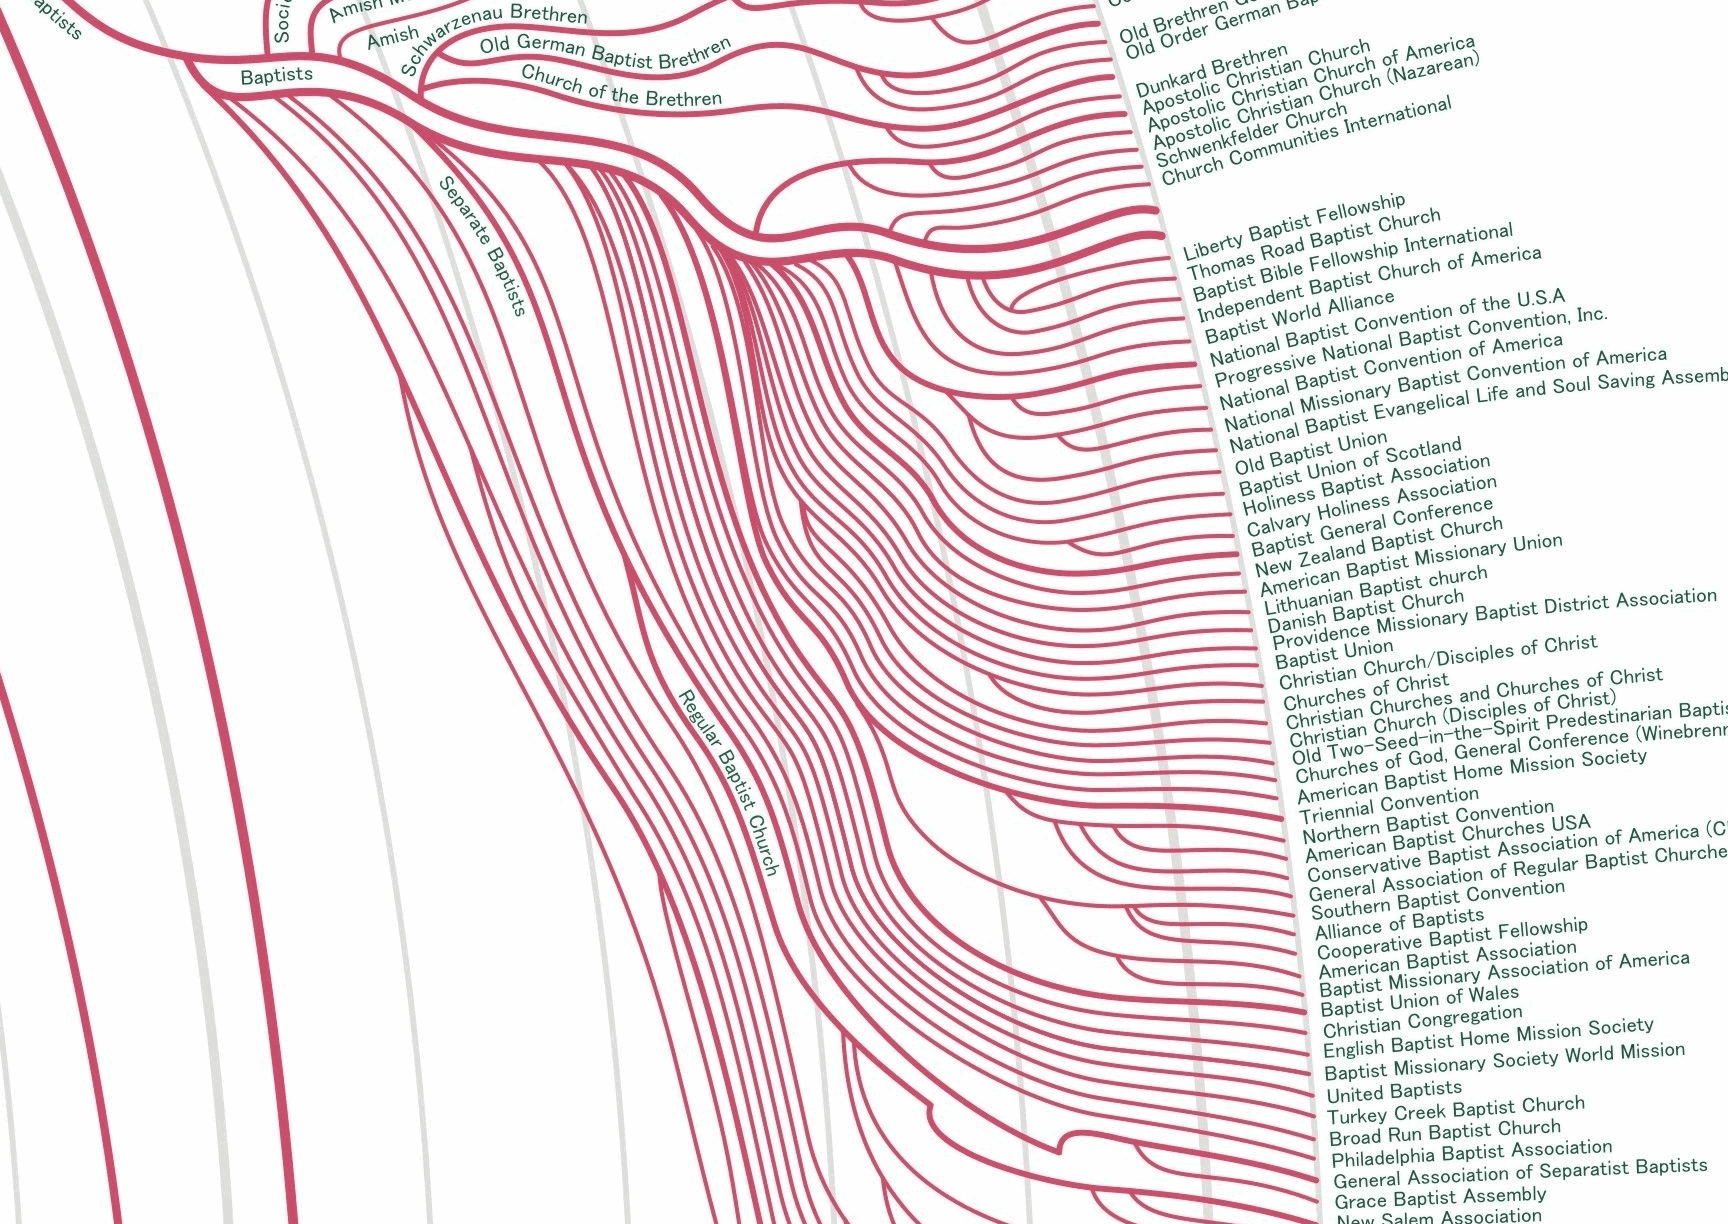 aptists
Amish
Amish
Schwarzenau Brethren
Old German Baptist Brethren
Church of the Brethren
Baptists
Separate Baptists
Regular Baptist Church
Old Brethren
Old Order German
Dunkard Brethren
Apostolic Christian Church
Apostolic Christian Church of America
Apostolic Christian Church (Nazarean)
Schwenkfelder Church
Church Communities International
Liberty Baptist Fellowship
Thomas Road Baptist Church
Baptist Bible Fellowship International
Independent Baptist Church of America
Baptist World Alliance
National Baptist Convention of the U.S.A
Progressive National Baptist Convention, Inc.
National Baptist Convention of America
National Missionary Baptist Convention of America
National Baptist Evangelical Life and Soul Saving Assemb
Old Baptist Union
Baptist Union of Scotland
Holiness Baptist Association
Calvary Holiness Association
Baptist General Conference
New Zealand Baptist Church
American Baptist Missionary Union
Lithuanian Baptist church
Danish Baptist Church
Providence Missionary Baptist District Association
Baptist Union
Christian Church/Disciples of Christ
Churches of Christ
Christian Churches and Churches of Christ
Christian Church (Disciples of Christ)
Old Two-Seed-in-the-Spirit Predestinarian Baptis
Churches of God, General Conference (Winebrenn
American Baptist Home Mission Society
Triennial Convention
Northern Baptist Convention
American Baptist Churches USA
Conservative Baptist Association of America (C
General Association of Regular Baptist Churche
Southern Baptist Convention
Alliance of Baptists
Cooperative Baptist Fellowship
American Baptist Association
Baptist Missionary Association of America
Baptist Union of Wales
Christian Congregation
English Baptist Home Mission Society
Baptist Missionary Society World Mission
United Baptists
Turkey Creek Baptist Church
Broad Run Baptist Church
Philadelphia Baptist Association
General Association of Separatist Baptists
Grace Baptist Assembly
New Salem Association